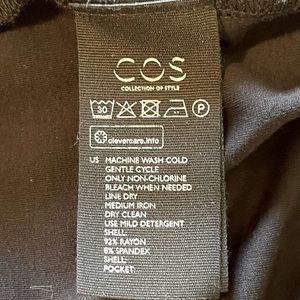 COS
COLLECTION OF STYLE
30
P
clevercare.info
US MACHINE WASH COLD
GENTLE CYCLE
ONLY NON-CHLORINE
BLEACH WHEN NEEDED
LINE DRY
MEDIUM IRON
DRY CLEAN
USE MILD DETERGENT
SHELL:
92% RAYON
8% SPANDEX
SHELL:
POCKET: